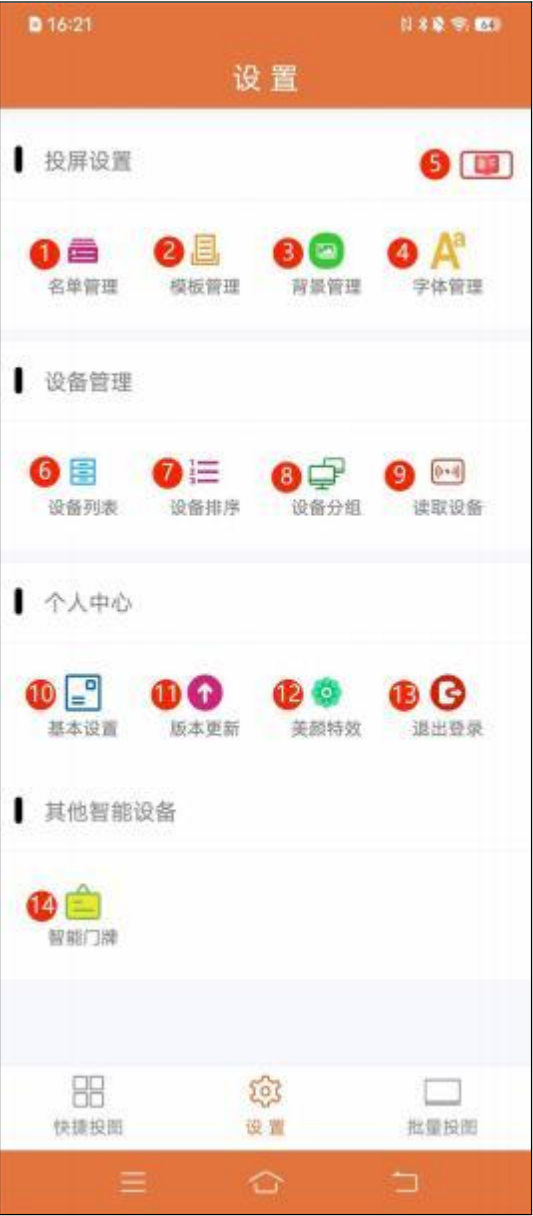 16:21 64
设 置
投屏设置 5
1 2 3 4 Aa
名单管理 模板管理 背景管理 字体管理
设备管理
6 7 8 9
设备列表 设备排序 设备分组 读取设备
个人中心
10 11 12 13
基本设置 版本更新 美颜特效 退出登录
其他智能设备
14
智能门牌
快捷投图 设 置 批量投图